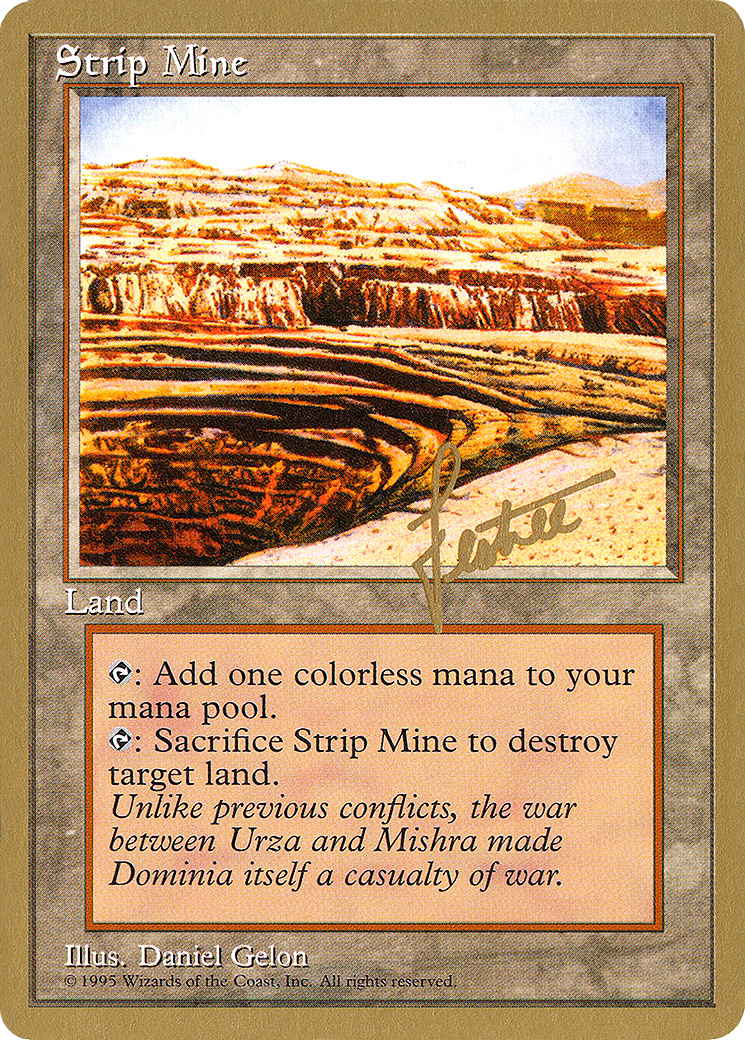 Strip Mine
Land
: Add one colorless mana to your
mana pool.
: Sacrifice Strip Mine to destroy
target land.
Unlike previous conflicts, the war
between Urza and Mishra made
Dominia itself a casualty of war.
Illus. Daniel Gelon
© 1995 Wizards of the Coast, Inc. All rights reserved.